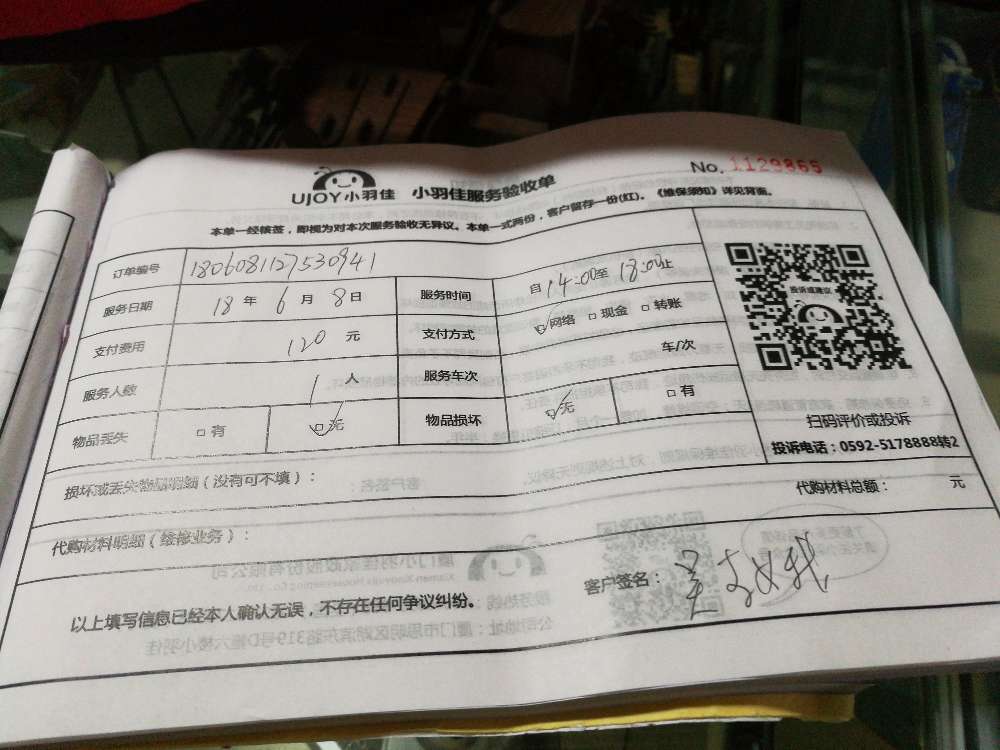 UJOY小羽佳 小羽佳服务验收单 No. 1129865
本单一经核签，即视为对本次服务验收无异议。本单一式两份，客户留存一份(红)。《维保须知》详见背面。
订单编号 1806081127530941
服务日期 18 年 6 月 8 日 服务时间 自 14:00 至 18:00 止
支付费用 120 元 支付方式 ☑网络 □现金 □转账
服务人数 1 人 服务车次 车/次
物品丢失 □有 ☑无 物品损坏 ☑无 □有
投诉或建议
扫码评价或投诉
投诉电话：0592-5178888转2
损坏或丢失物品明细（没有可不填）：
代购材料明细（维修业务）： 代购材料总额： 元
以上填写信息已经本人确认无误，不存在任何争议纠纷。 客户签名：